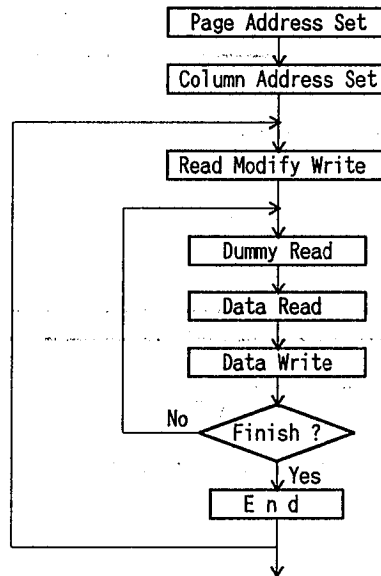 Page Address Set
Column Address Set
Read Modify Write
Dummy Read
Data Read
Data Write
No
Finish ?
Yes
E n d